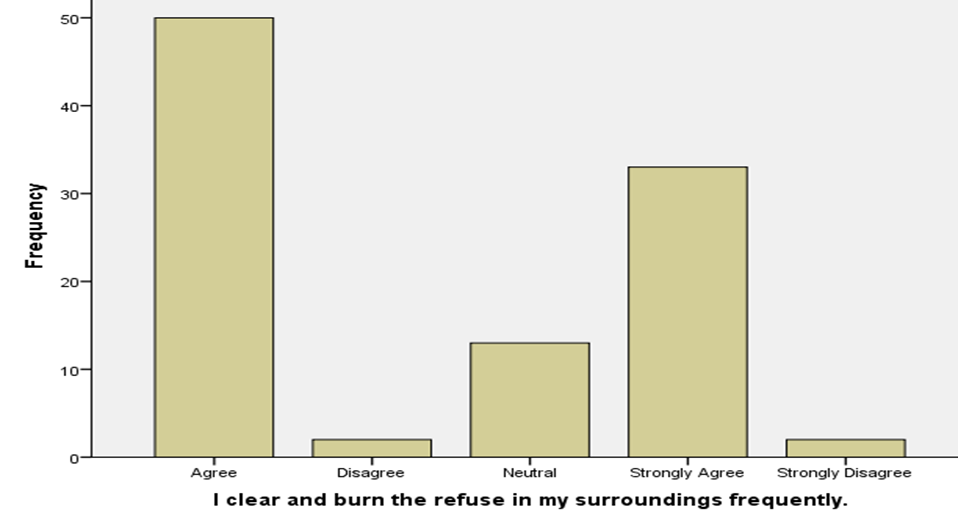 50
40
30
20
10
0
Frequency
Agree Disagree Neutral Strongly Agree Strongly Disagree
I clear and burn the refuse in my surroundings frequently.